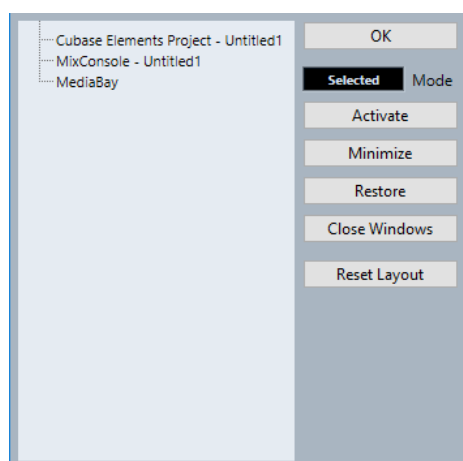 Cubase Elements Project - Untitled1
MixConsole - Untitled1
MediaBay
OK
Selected Mode
Activate
Minimize
Restore
Close Windows
Reset Layout